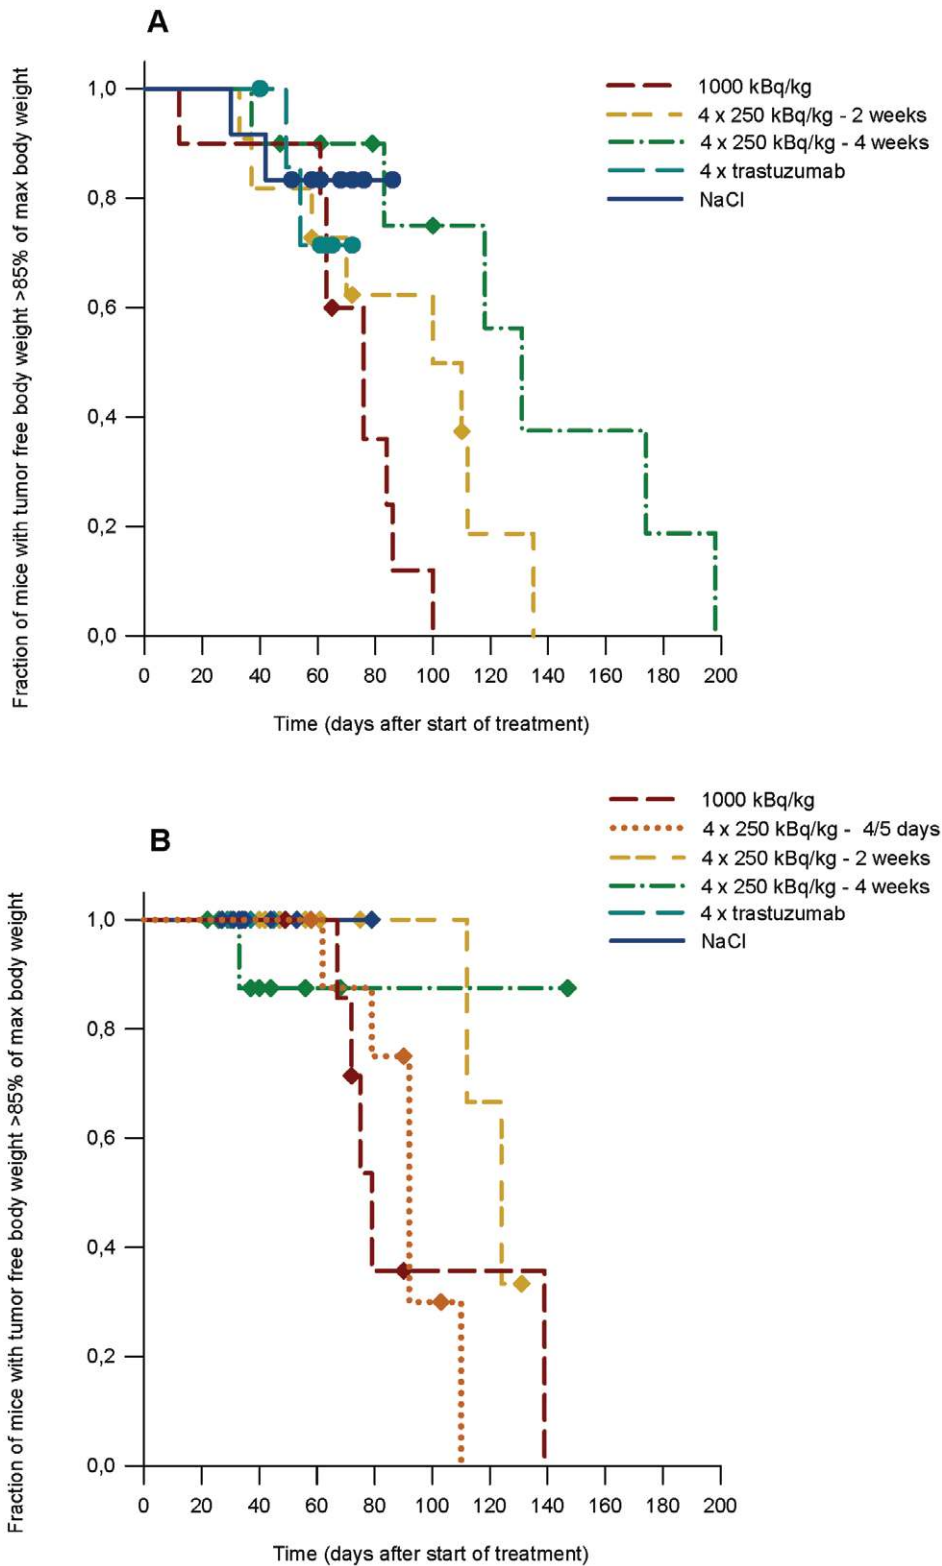 A
Fraction of mice with tumor free body weight >85% of max body weight
1,0
0,8
0,6
0,4
0,2
0,0
0 20 40 60 80 100 120 140 160 180 200
Time (days after start of treatment)
1000 kBq/kg
4 x 250 kBq/kg - 2 weeks
4 x 250 kBq/kg - 4 weeks
4 x trastuzumab
NaCl
B
Fraction of mice with tumor free body weight >85% of max body weight
1,0
0,8
0,6
0,4
0,2
0,0
0 20 40 60 80 100 120 140 160 180 200
Time (days after start of treatment)
1000 kBq/kg
4 x 250 kBq/kg - 4/5 days
4 x 250 kBq/kg - 2 weeks
4 x 250 kBq/kg - 4 weeks
4 x trastuzumab
NaCl